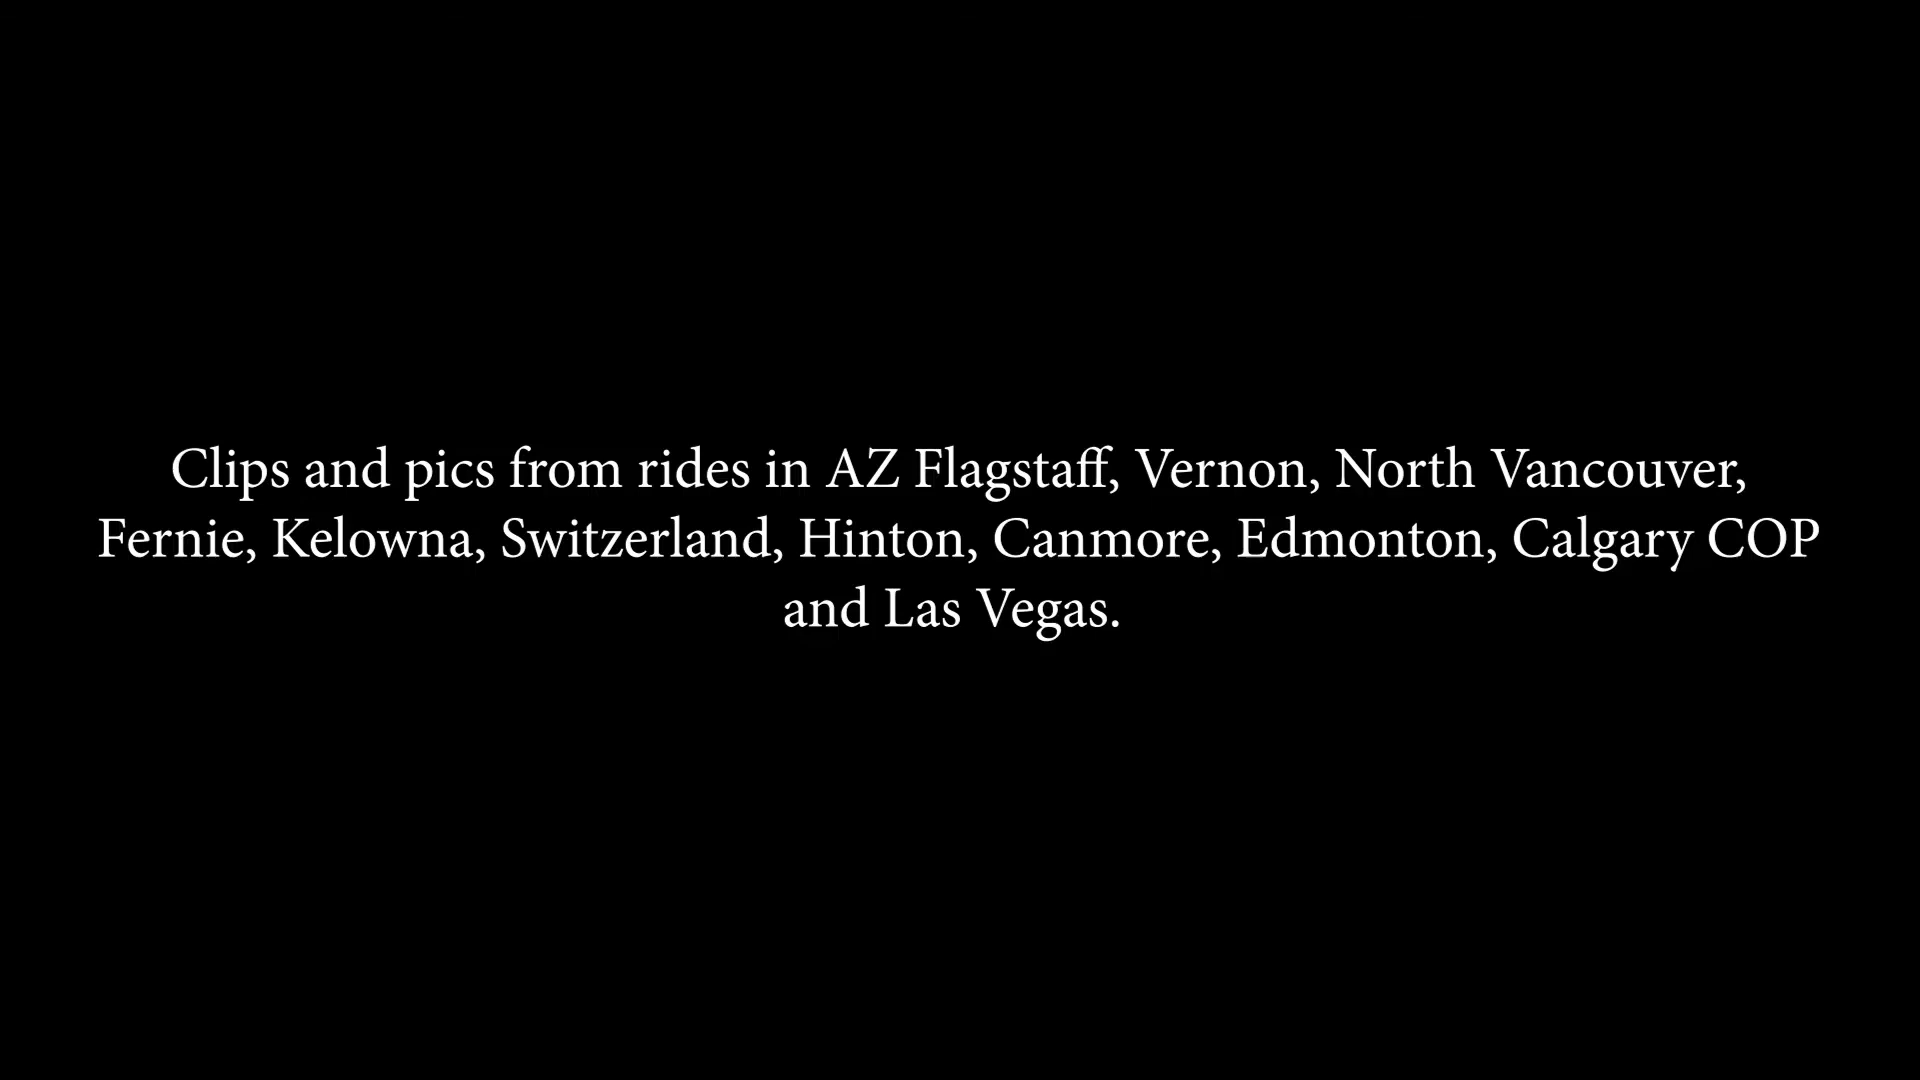 Clips and pics from rides in AZ Flagstaff, Vernon, North Vancouver,
Fernie, Kelowna, Switzerland, Hinton, Canmore, Edmonton, Calgary COP
and Las Vegas.